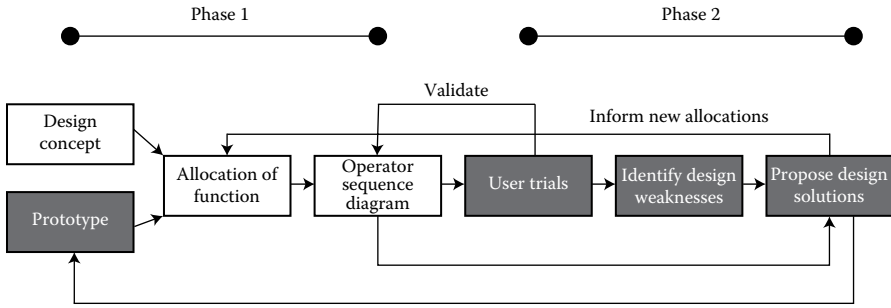 Phase 1
Phase 2
Validate
Inform new allocations
Design
concept
Allocation of
function
Operator
sequence
diagram
User trials
Identify design
weaknesses
Propose design
solutions
Prototype